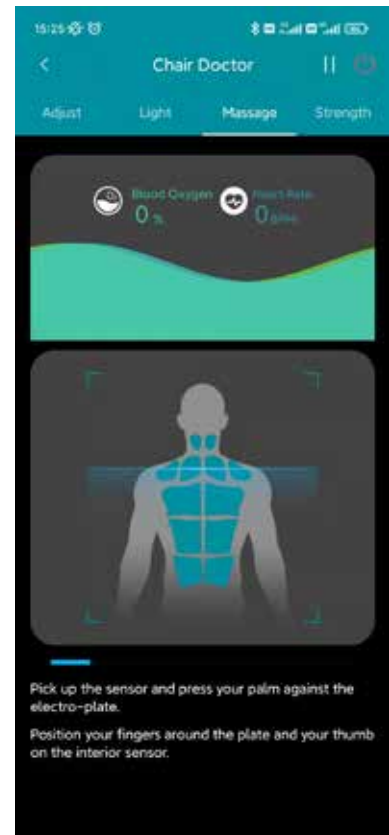 15:25
Chair Doctor
Adjust Light Massage Strength
Blood Oxygen Heart Rate
0 % 0
Pick up the sensor and press your palm against the
electro-plate.
Position your fingers around the plate and your thumb
on the interior sensor.